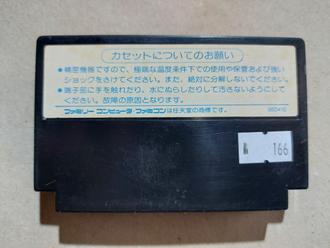 カセットについてのお願い
●精密機器ですので、極端な温度条件下での使用や保管および強い
ショックをさけてください。また、絶対に分解しないでください。
●端子部に手を触れたり、水にぬらしたりして汚さないようにして
ください。故障の原因となります。
ファミリー コンピュータ・ファミコンは任天堂の商標です。
166